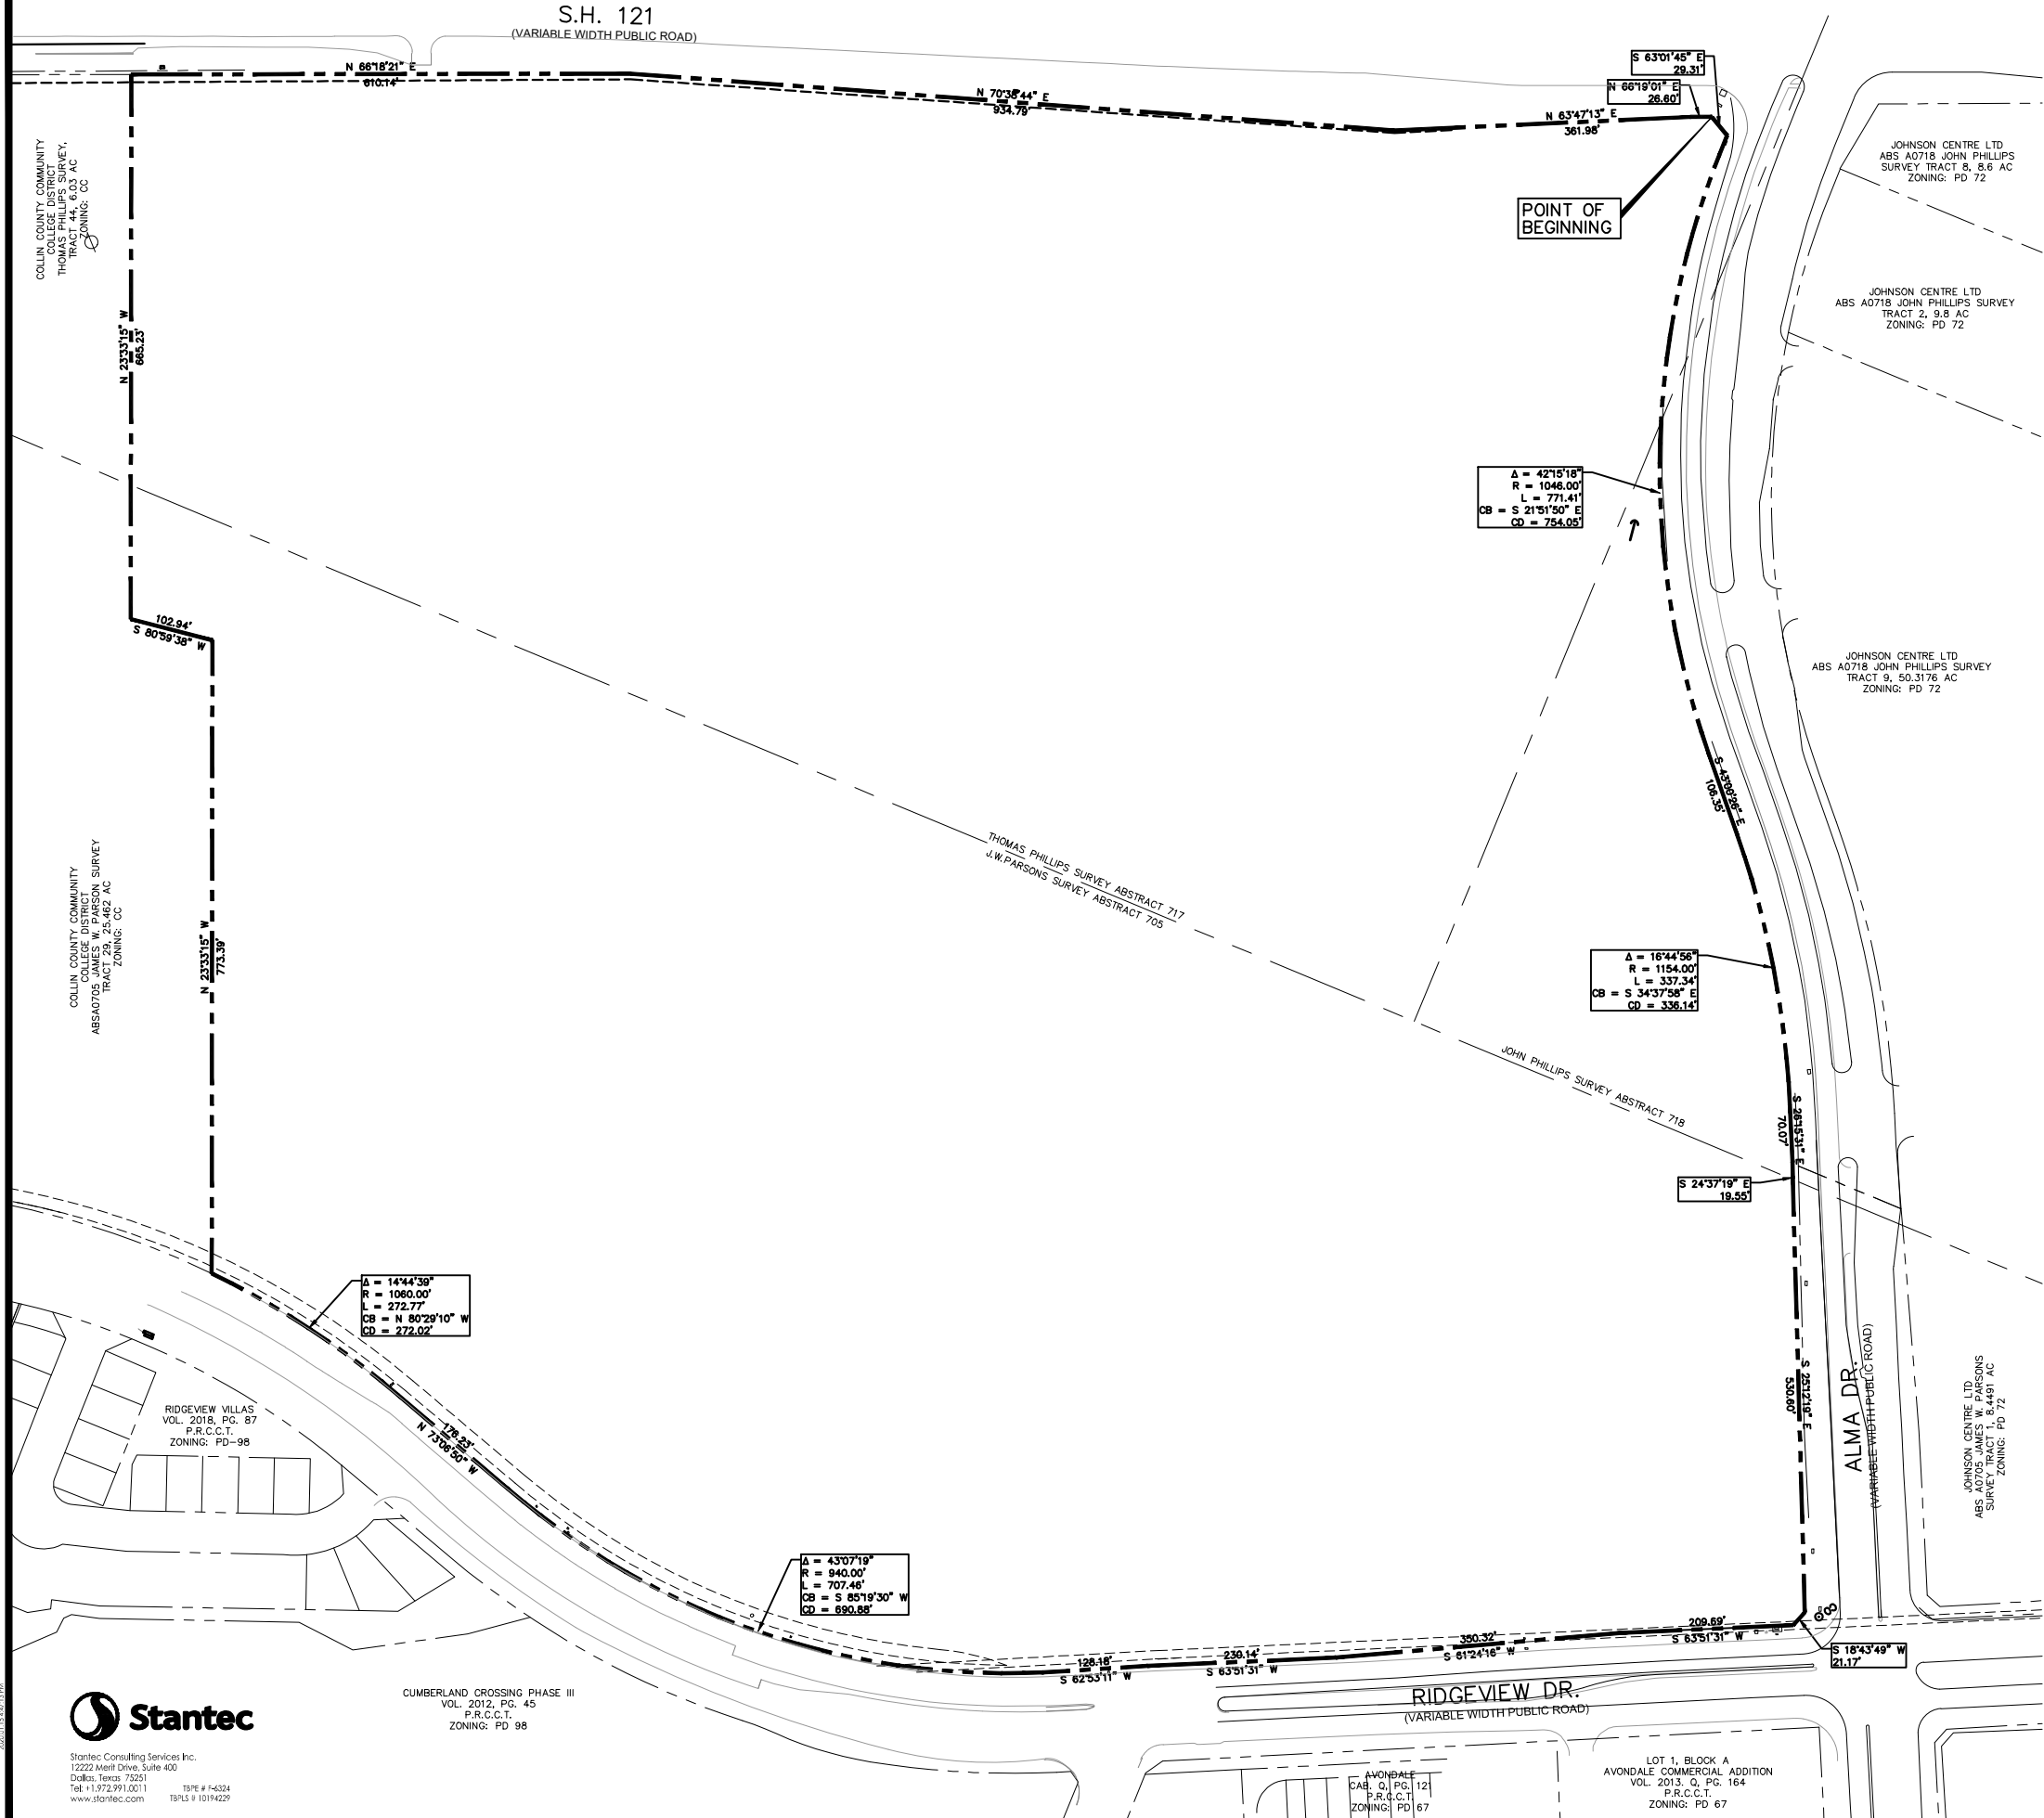 S.H. 121
(VARIABLE WIDTH PUBLIC ROAD)
N 66°18'21" E
610.14'
N 70°38'44" E
934.79'
N 63°47'13" E
361.98'
S 63°01'45" E
29.31'
N 66°19'01" E
26.60'
POINT OF
BEGINNING
JOHNSON CENTRE LTD
ABS A0718 JOHN PHILLIPS
SURVEY TRACT 8, 8.6 AC
ZONING: PD 72
JOHNSON CENTRE LTD
ABS A0718 JOHN PHILLIPS SURVEY
TRACT 2, 9.8 AC
ZONING: PD 72
COLLIN COUNTY COMMUNITY
COLLEGE DISTRICT
THOMAS PHILLIPS SURVEY,
TRACT 44, 6.03 AC
ZONING: CC
N 23°33'15" W
665.23'
Δ = 42°15'18"
R = 1046.00'
L = 771.41'
CB = S 21°51'50" E
CD = 754.05'
102.94'
S 80°59'38" W
JOHNSON CENTRE LTD
ABS A0718 JOHN PHILLIPS SURVEY
TRACT 9, 50.3176 AC
ZONING: PD 72
S 43°00'26" E
106.35'
THOMAS PHILLIPS SURVEY ABSTRACT 717
J.W.PARSONS SURVEY ABSTRACT 705
COLLIN COUNTY COMMUNITY
COLLEGE DISTRICT
ABSA0705 JAMES W. PARSON SURVEY
TRACT 29, 25.462 AC
ZONING: CC
N 23°33'15" W
773.39'
Δ = 16°44'56"
R = 1154.00'
L = 337.34'
CB = S 34°37'58" E
CD = 336.14'
JOHN PHILLIPS SURVEY ABSTRACT 718
S 26°15'31" E
70.07'
S 24°37'19" E
19.55'
Δ = 14°44'39"
R = 1060.00'
L = 272.77'
CB = N 80°29'10" W
CD = 272.02'
S 25°12'19" E
530.60'
ALMA DR.
(VARIABLE WIDTH PUBLIC ROAD)
JOHNSON CENTRE LTD
ABS A0705 JAMES W. PARSONS
SURVEY TRACT 1, 8.4491 AC
ZONING: PD 72
RIDGEVIEW VILLAS
VOL. 2018, PG. 87
P.R.C.C.T.
ZONING: PD-98
176.23'
N 73°06'50" W
Δ = 43°07'19"
R = 940.00'
L = 707.46'
CB = S 85°19'30" W
CD = 690.88'
128.18'
S 62°53'11" W
230.14'
S 63°51'31" W
350.32'
S 61°24'16" W
209.69'
S 63°51'31" W
S 18°43'49" W
21.17'
RIDGEVIEW DR.
(VARIABLE WIDTH PUBLIC ROAD)
CUMBERLAND CROSSING PHASE III
VOL. 2012, PG. 45
P.R.C.C.T.
ZONING: PD 98
Stantec
Stantec Consulting Services Inc.
12222 Merit Drive, Suite 400
Dallas, Texas 75251
Tel: +1.972.991.0011 TBPE # F-6324
www.stantec.com TBPLS # 10194229
AVONDALE
CAB. Q, PG. 121
P.R.C.C.T.
ZONING: PD 67
LOT 1, BLOCK A
AVONDALE COMMERCIAL ADDITION
VOL. 2013. Q, PG. 164
P.R.C.C.T.
ZONING: PD 67